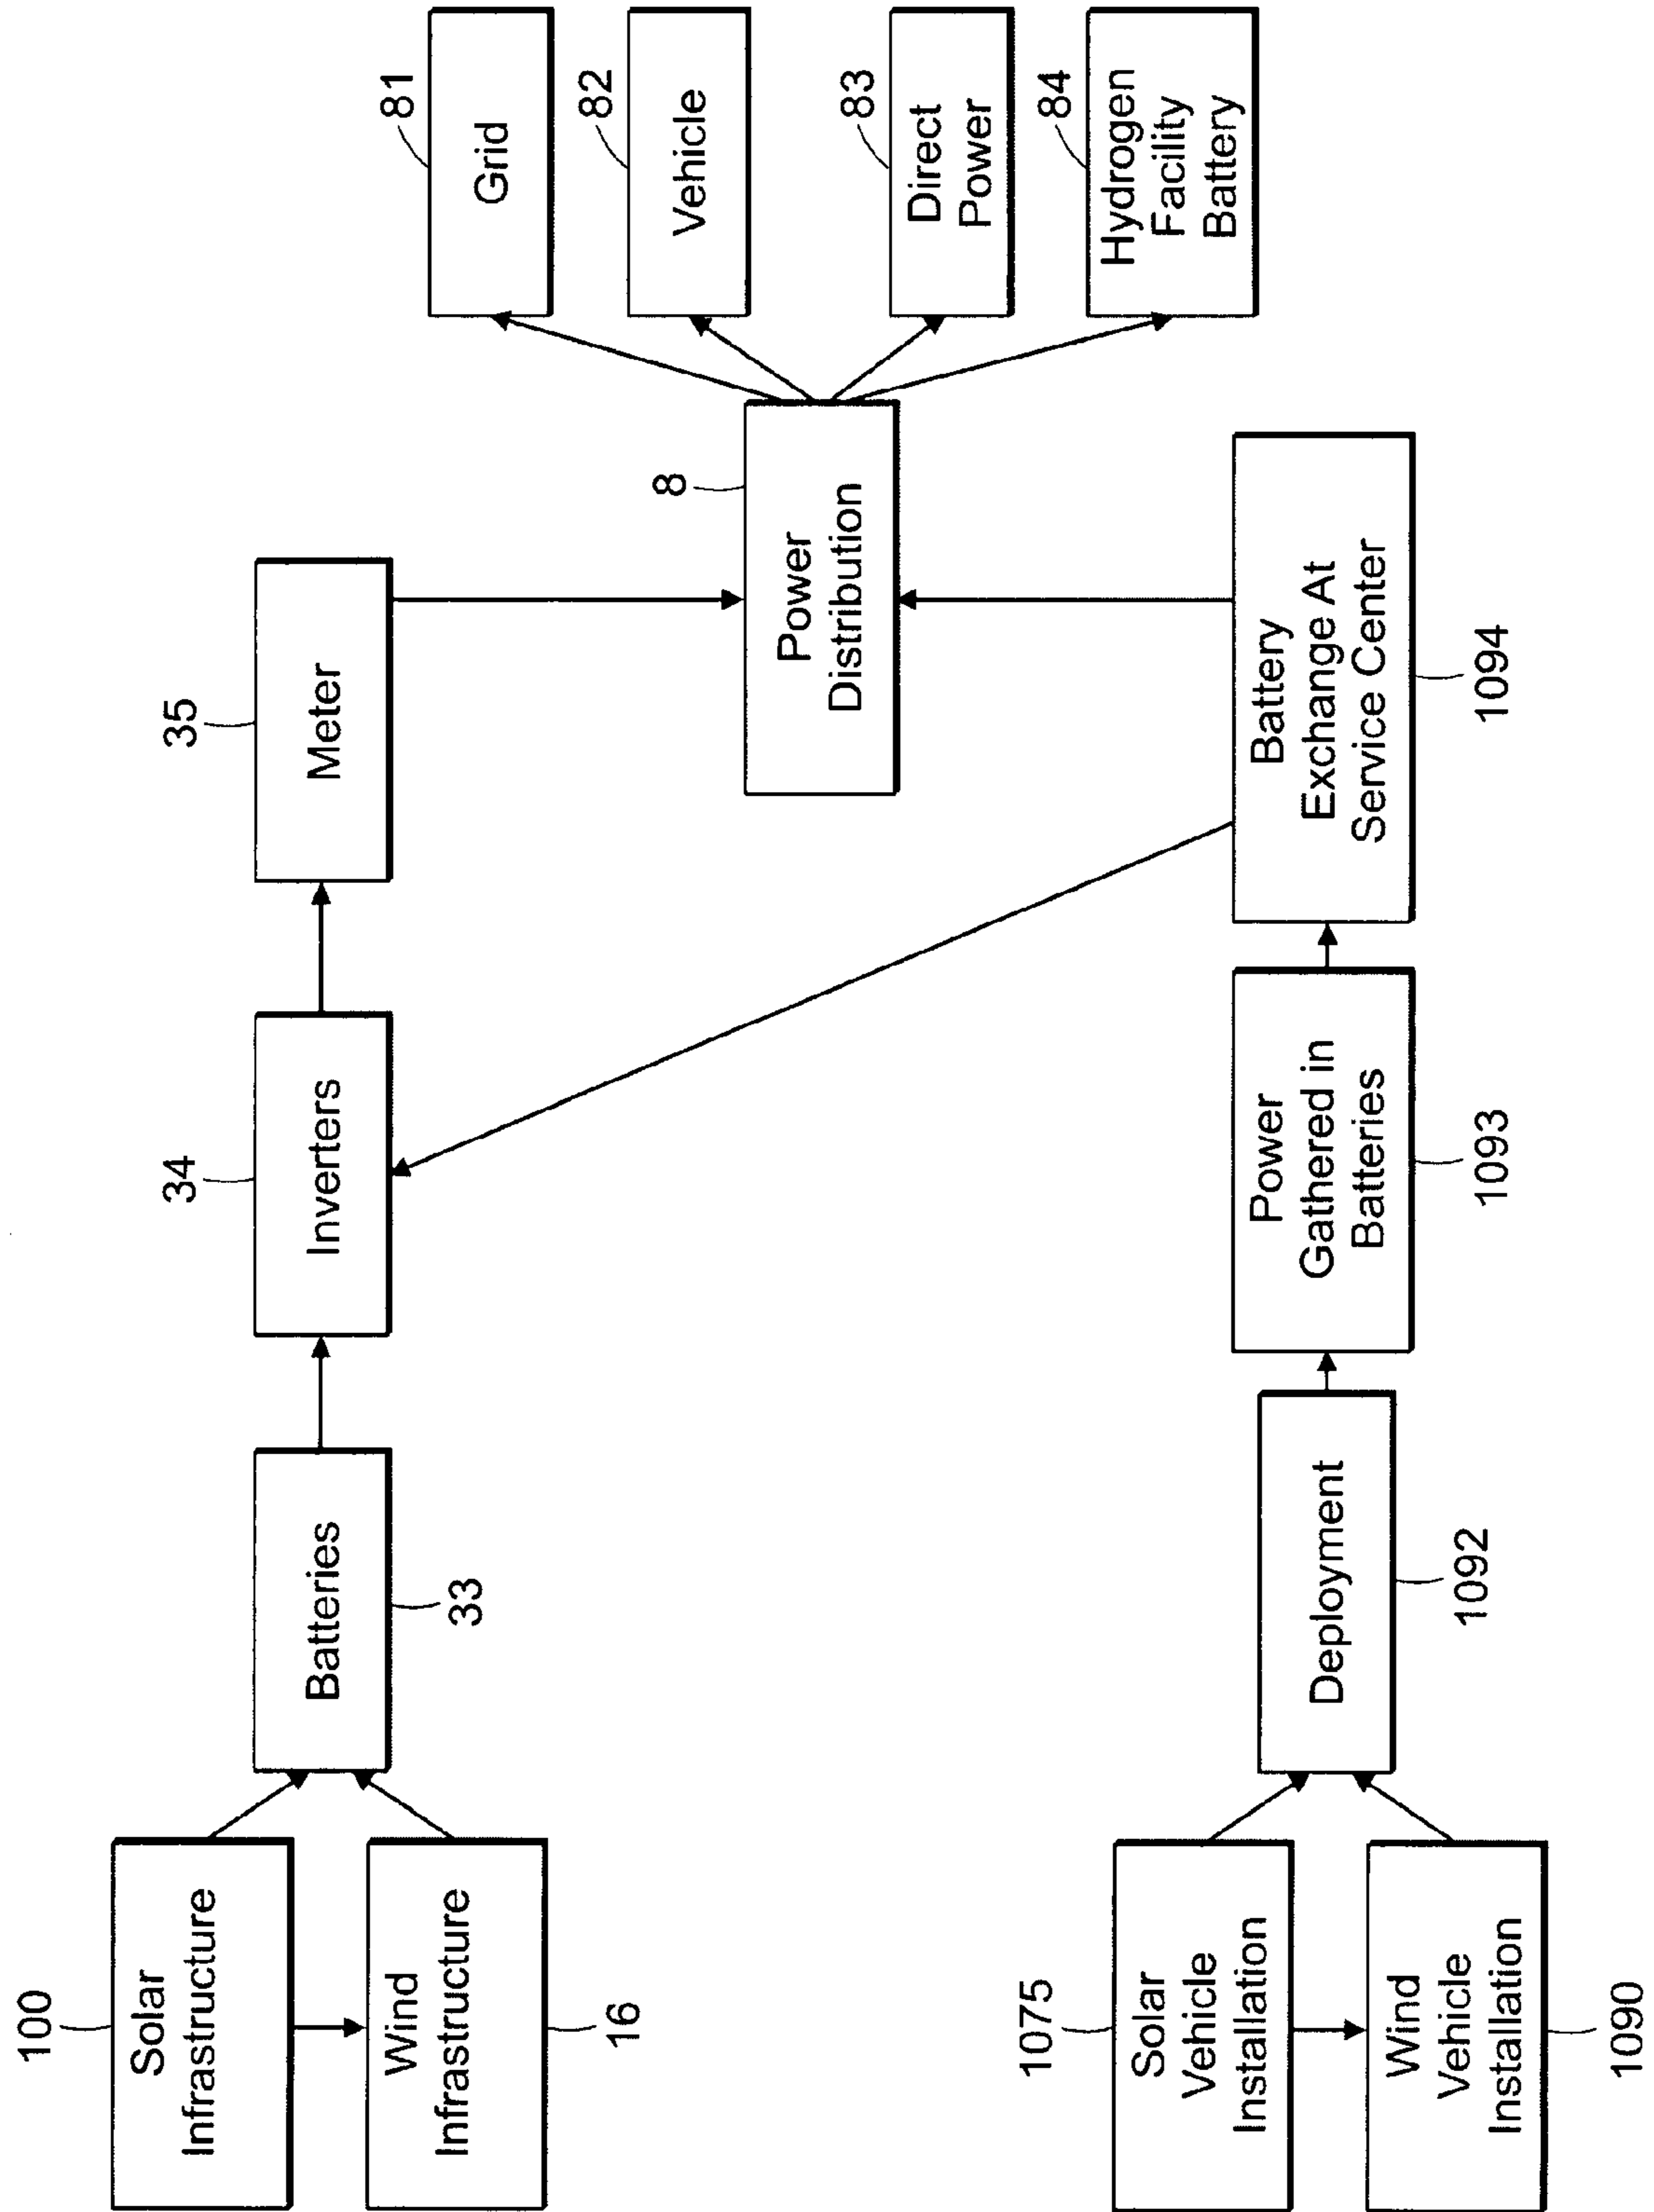 100
Solar
Infrastructure
Wind
Infrastructure
16
Batteries
33
34
Inverters
35
Meter
8
Power
Distribution
81
Grid
82
Vehicle
83
Direct
Power
84
Hydrogen
Facility
Battery
1075
Solar
Vehicle
Installation
Wind
Vehicle
Installation
1090
Deployment
1092
Power
Gathered in
Batteries
1093
Battery
Exchange At
Service Center
1094